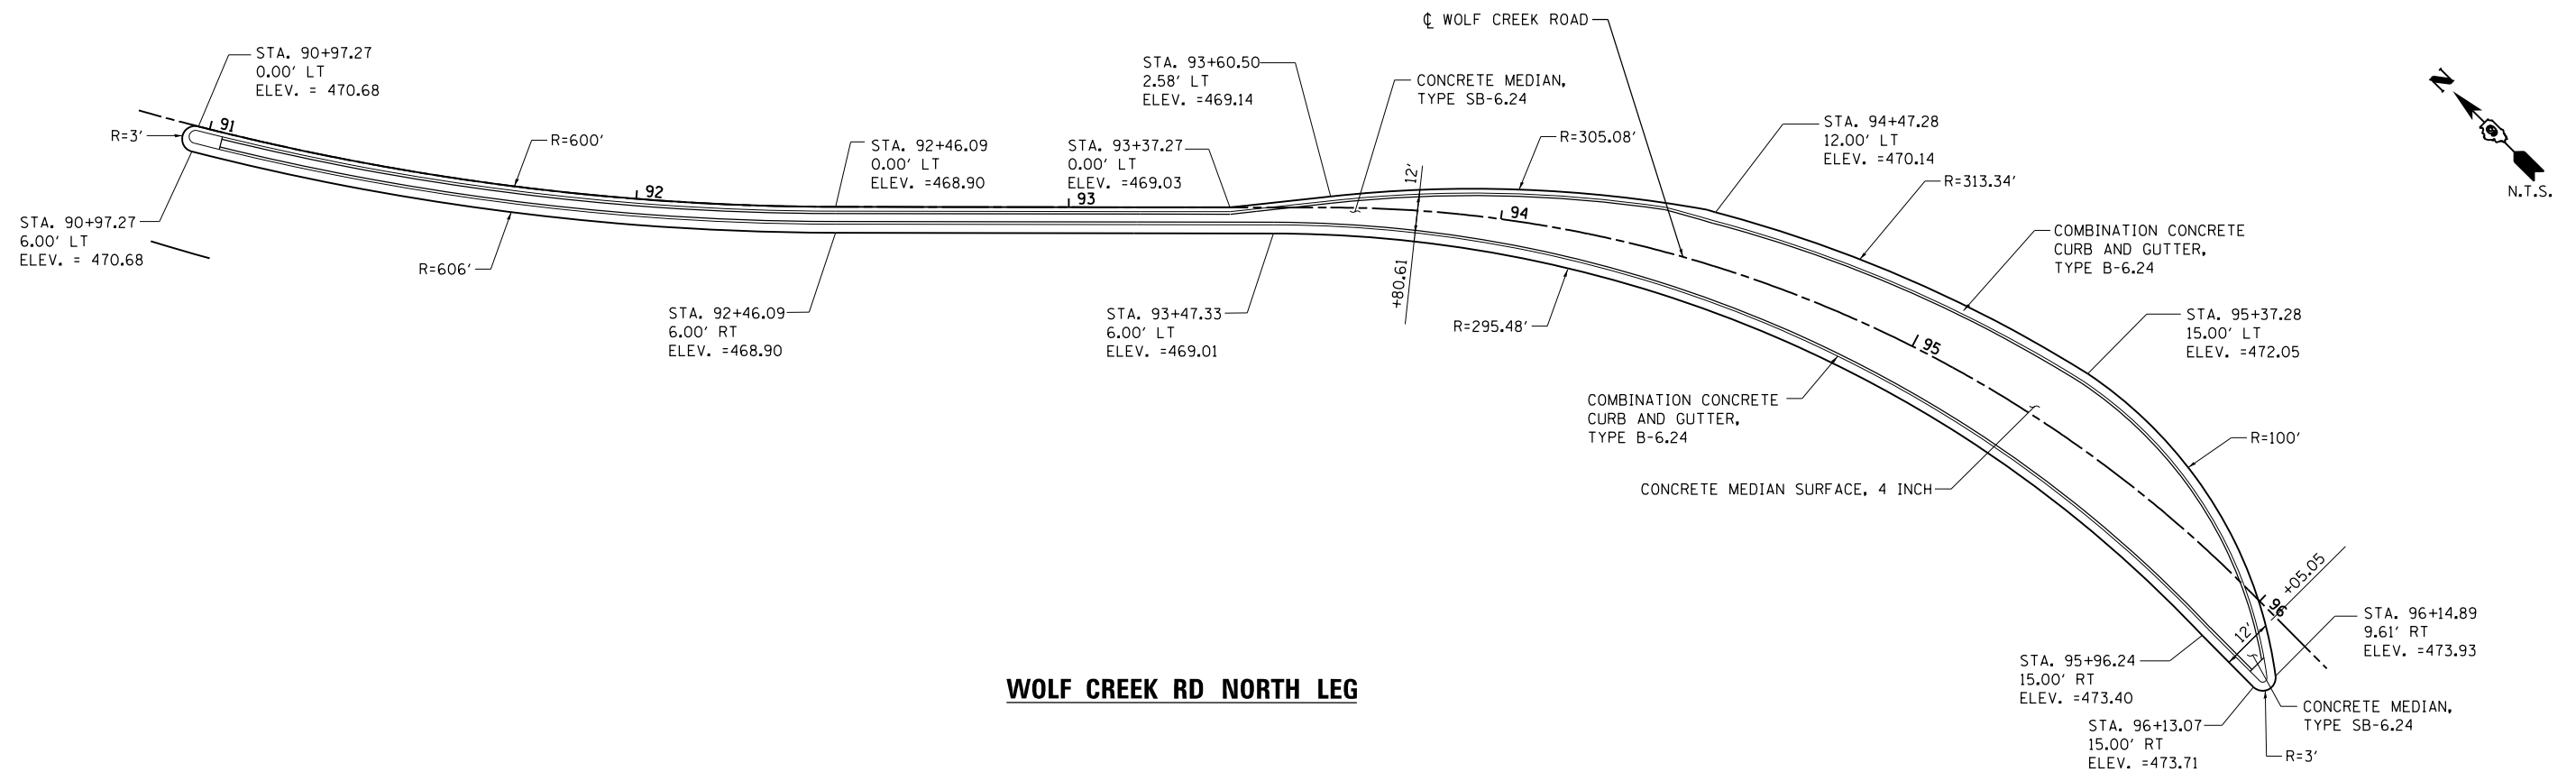 ℄ WOLF CREEK ROAD
STA. 90+97.27
0.00' LT
ELEV. = 470.68
STA. 93+60.50
2.58' LT
ELEV. =469.14
CONCRETE MEDIAN,
TYPE SB-6.24
N
N.T.S.
R=3'
91
R=600'
STA. 92+46.09
0.00' LT
ELEV. =468.90
STA. 93+37.27
0.00' LT
ELEV. =469.03
12'
R=305.08'
STA. 94+47.28
12.00' LT
ELEV. =470.14
R=313.34'
92
93
94
STA. 90+97.27
6.00' LT
ELEV. = 470.68
R=606'
COMBINATION CONCRETE
CURB AND GUTTER,
TYPE B-6.24
+80.61
STA. 92+46.09
6.00' RT
ELEV. =468.90
STA. 93+47.33
6.00' LT
ELEV. =469.01
R=295.48'
95
STA. 95+37.28
15.00' LT
ELEV. =472.05
COMBINATION CONCRETE
CURB AND GUTTER,
TYPE B-6.24
R=100'
CONCRETE MEDIAN SURFACE, 4 INCH
+05.05
96
12'
STA. 96+14.89
9.61' RT
ELEV. =473.93
STA. 95+96.24
15.00' RT
ELEV. =473.40
WOLF CREEK RD NORTH LEG
CONCRETE MEDIAN,
TYPE SB-6.24
STA. 96+13.07
15.00' RT
ELEV. =473.71
R=3'